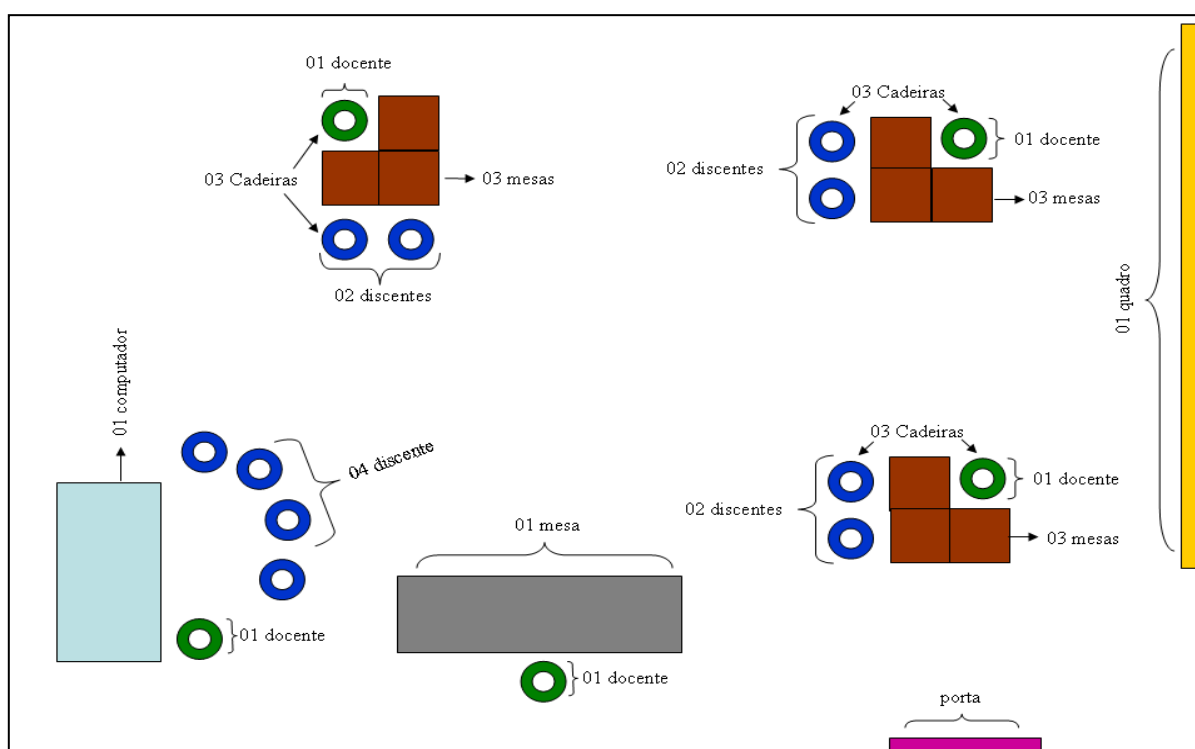 01 docente
03 Cadeiras
03 mesas
02 discentes
03 Cadeiras
01 docente
02 discentes
03 mesas
01 quadro
01 computador
04 discente
01 docente
01 mesa
01 docente
03 Cadeiras
01 docente
02 discentes
03 mesas
porta